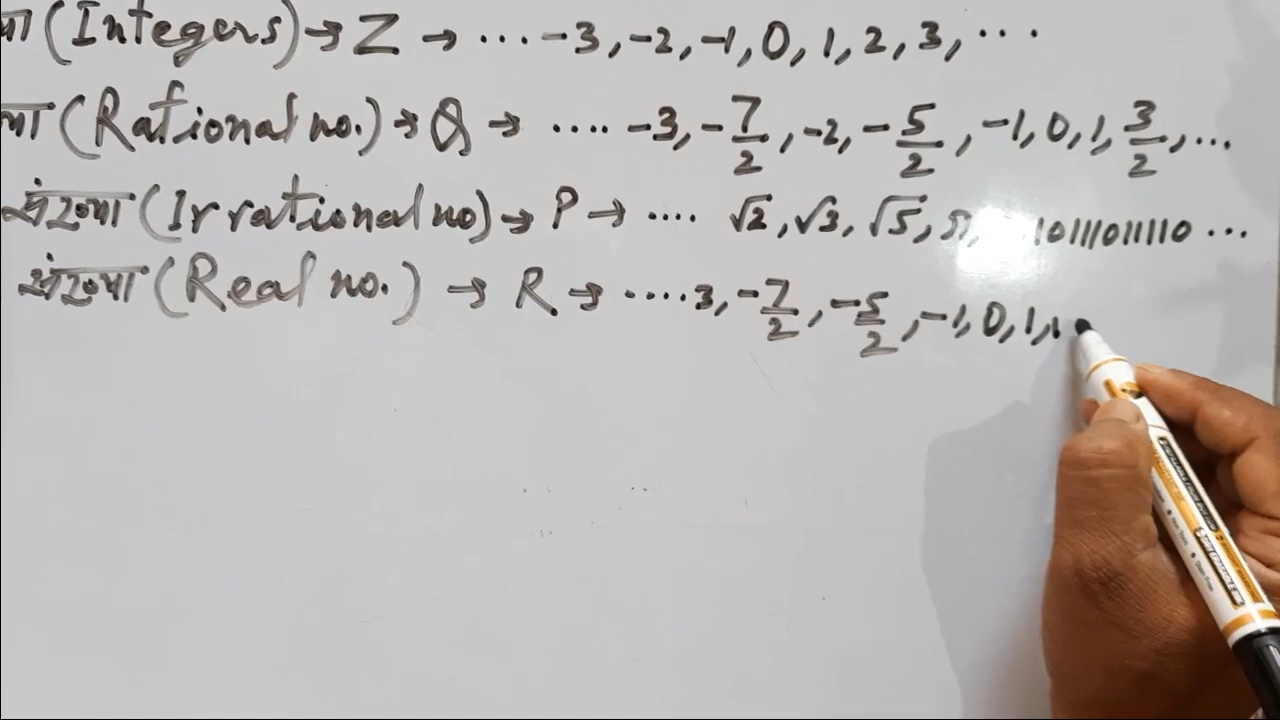 (Integers) → Z → ... -3, -2, -1, 0, 1, 2, 3, ...
(Rational no.) → Q → .... -3, -7/2, -2, -5/2, -1, 0, 1, 3/2, ...
संख्या (Irrational no) → P → .... √2, √3, √5, 1011101110 ...
संख्या (Real no.) → R → ....3, -7/2, -5/2, -1, 0, 1,